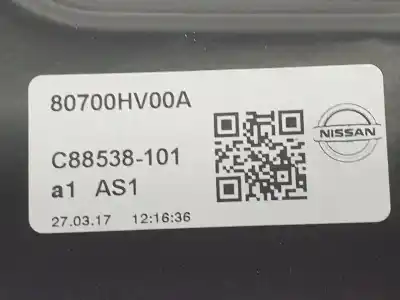 80700HV00A
C88538-101
a1 AS1
27.03.17 12:16:36
NISSAN